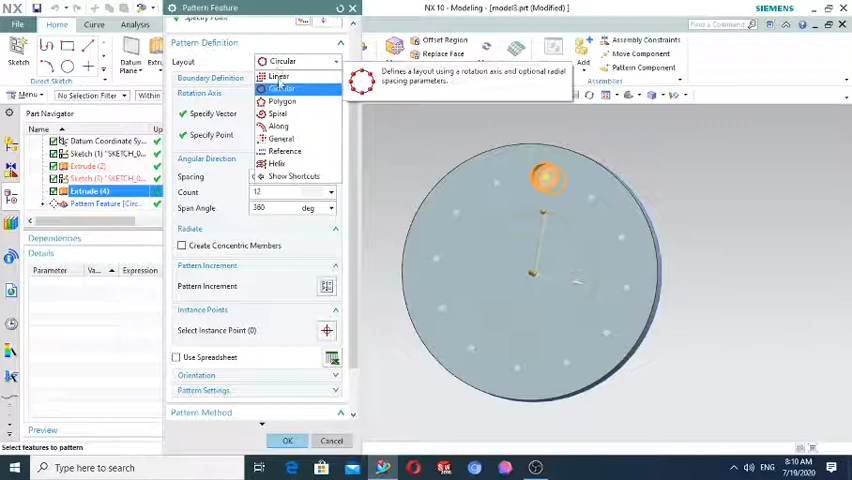 NX
Pattern Feature
NX 10 - Modeling - [model3.prt (Modified) ]
SIEMENS
File
Home
Find a Command
Specify Point
Sketch
Direct Sketch
Datum
Plane
Pattern Definition
Layout
Circular
Boundary Definition
Rotation Axis
Specify Vector
Specify Point
Angular Direction
Spacing
Count
12
Span Angle
360
deg
Radiate
Create Concentric Members
Pattern Increment
Pattern Increment
Instance Points
Select Instance Point (0)
Use Spreadsheet
Orientation
Pattern Settings
Pattern Method
OK
Cancel
Linear
Circular
Polygon
Spiral
Along
General
Reference
Helix
Show Shortcuts
Defines a layout using a rotation axis and optional radial
spacing parameters.
Offset Region
Replace Face
Assembly Constraints
Move Component
Pattern Component
Assemblies
Menu
No Selection Filter
Part Navigator
Name
Up
Datum Coordinate Sy...
Sketch (1) "SKETCH_0...
Extrude (2)
Sketch (3) "SKETCH_0...
Extrude (4)
Pattern Feature [Circ...
Dependencies
Details
Parameter
Va...
Expression
Preview
Select features to pattern
Type here to search
ENG
8:10 AM
7/19/2020